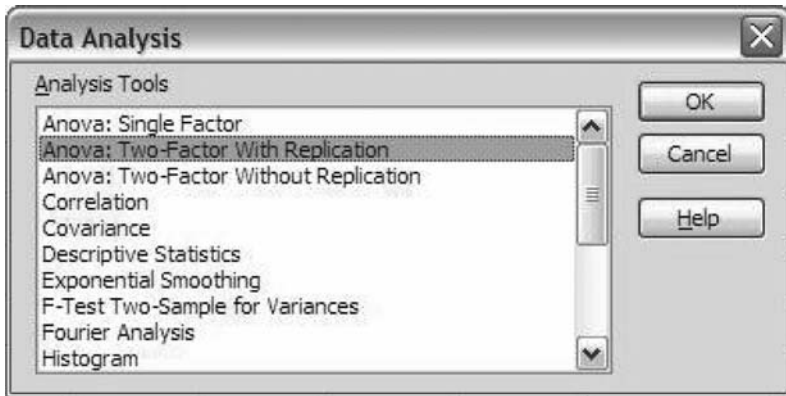 Data Analysis
Analysis Tools
Anova: Single Factor
Anova: Two-Factor With Replication
Anova: Two-Factor Without Replication
Correlation
Covariance
Descriptive Statistics
Exponential Smoothing
F-Test Two-Sample for Variances
Fourier Analysis
Histogram
OK
Cancel
Help